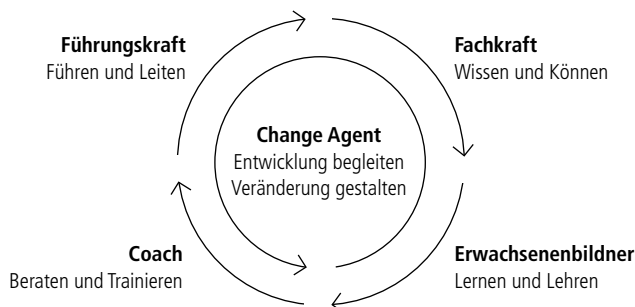 Führungskraft
Führen und Leiten
Fachkraft
Wissen und Können
Change Agent
Entwicklung begleiten
Veränderung gestalten
Coach
Beraten und Trainieren
Erwachsenenbildner
Lernen und Lehren